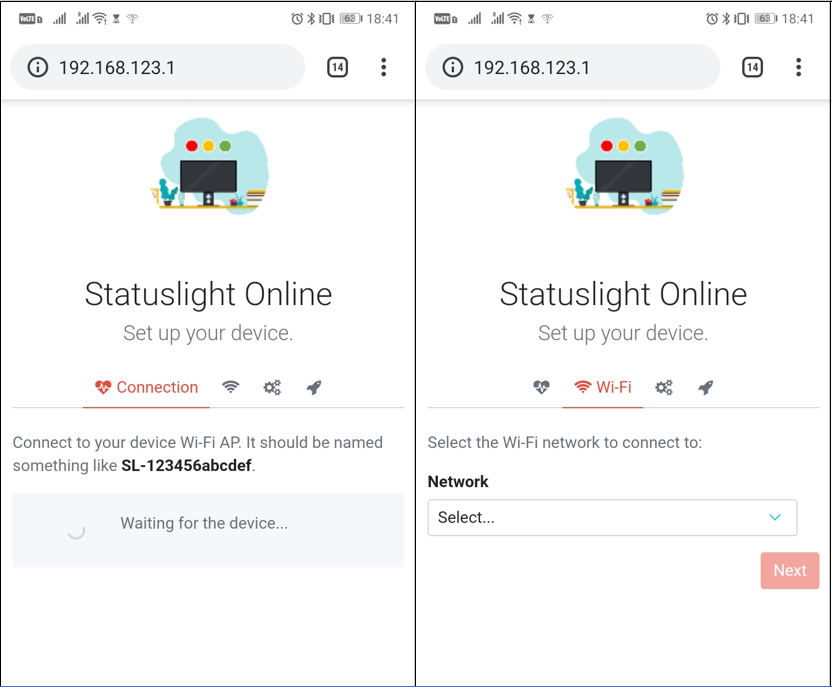 VoLTE 63 18:41
192.168.123.1 14
Statuslight Online
Set up your device.
Connection
Connect to your device Wi-Fi AP. It should be named
something like SL-123456abcdef.
Waiting for the device...
VoLTE 63 18:41
192.168.123.1 14
Statuslight Online
Set up your device.
Wi-Fi
Select the Wi-Fi network to connect to:
Network
Select...
Next